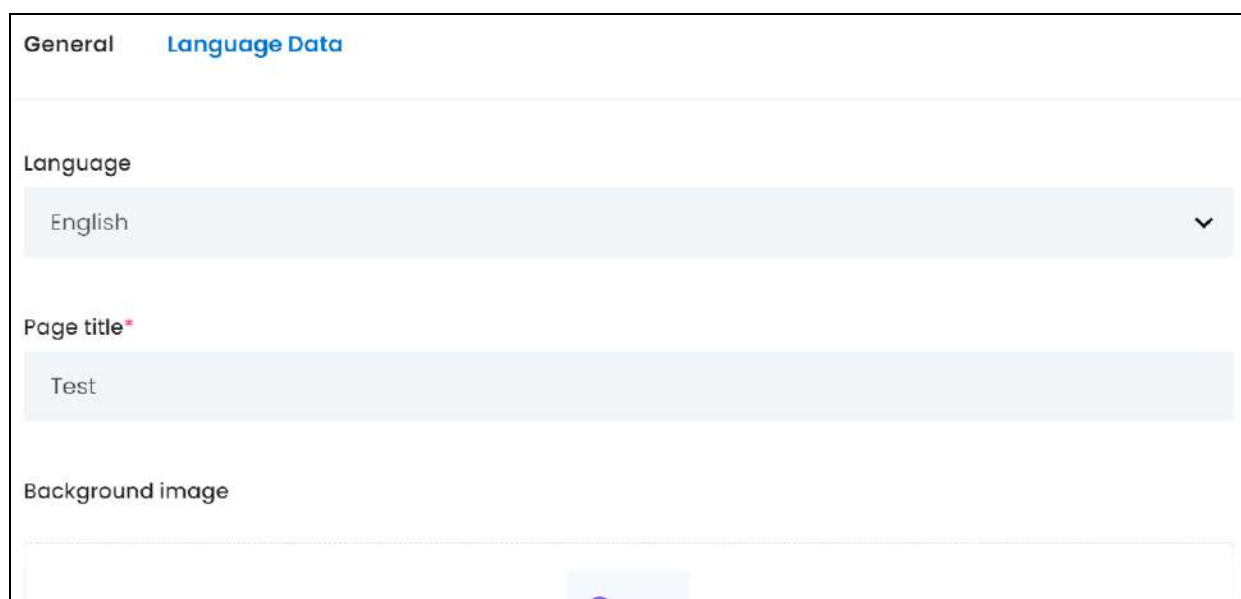 General Language Data
Language
English
Page title*
Test
Background image